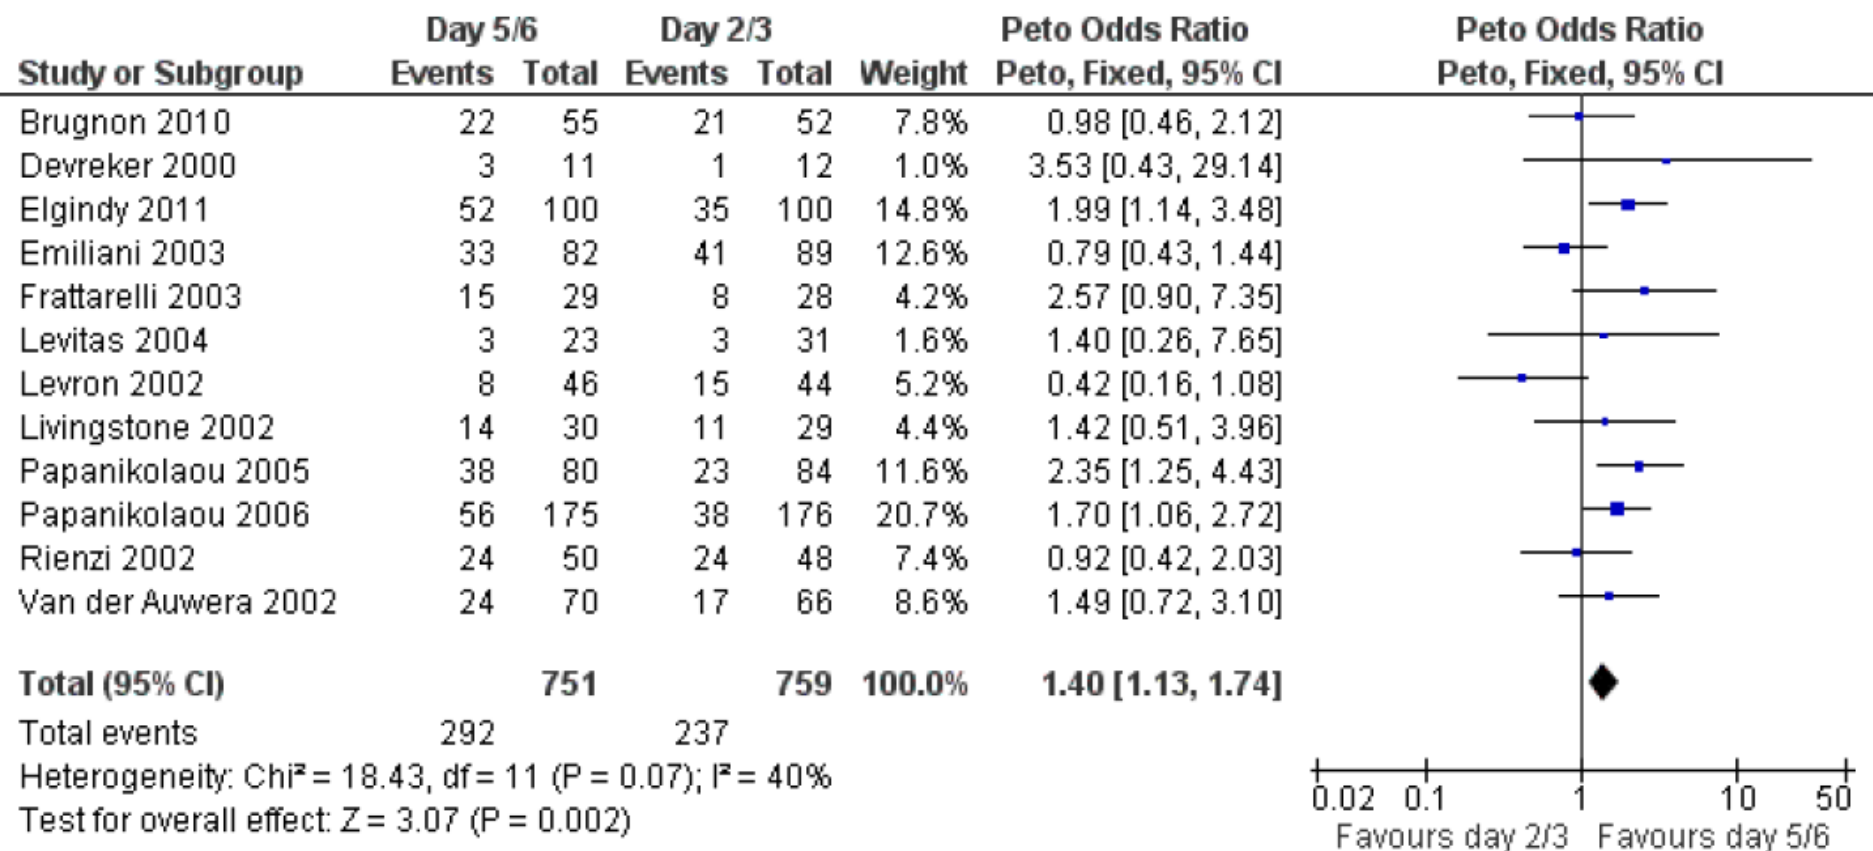 Day 5/6 Day 2/3 Peto Odds Ratio Peto Odds Ratio
Study or Subgroup Events Total Events Total Weight Peto, Fixed, 95% CI Peto, Fixed, 95% CI
Brugnon 2010 22 55 21 52 7.8% 0.98 [0.46, 2.12]
Devreker 2000 3 11 1 12 1.0% 3.53 [0.43, 29.14]
Elgindy 2011 52 100 35 100 14.8% 1.99 [1.14, 3.48]
Emiliani 2003 33 82 41 89 12.6% 0.79 [0.43, 1.44]
Frattarelli 2003 15 29 8 28 4.2% 2.57 [0.90, 7.35]
Levitas 2004 3 23 3 31 1.6% 1.40 [0.26, 7.65]
Levron 2002 8 46 15 44 5.2% 0.42 [0.16, 1.08]
Livingstone 2002 14 30 11 29 4.4% 1.42 [0.51, 3.96]
Papanikolaou 2005 38 80 23 84 11.6% 2.35 [1.25, 4.43]
Papanikolaou 2006 56 175 38 176 20.7% 1.70 [1.06, 2.72]
Rienzi 2002 24 50 24 48 7.4% 0.92 [0.42, 2.03]
Van der Auwera 2002 24 70 17 66 8.6% 1.49 [0.72, 3.10]
Total (95% CI) 751 759 100.0% 1.40 [1.13, 1.74]
Total events 292 237
Heterogeneity: Chi² = 18.43, df = 11 (P = 0.07); I² = 40%
Test for overall effect: Z = 3.07 (P = 0.002)
0.02 0.1 1 10 50
Favours day 2/3 Favours day 5/6